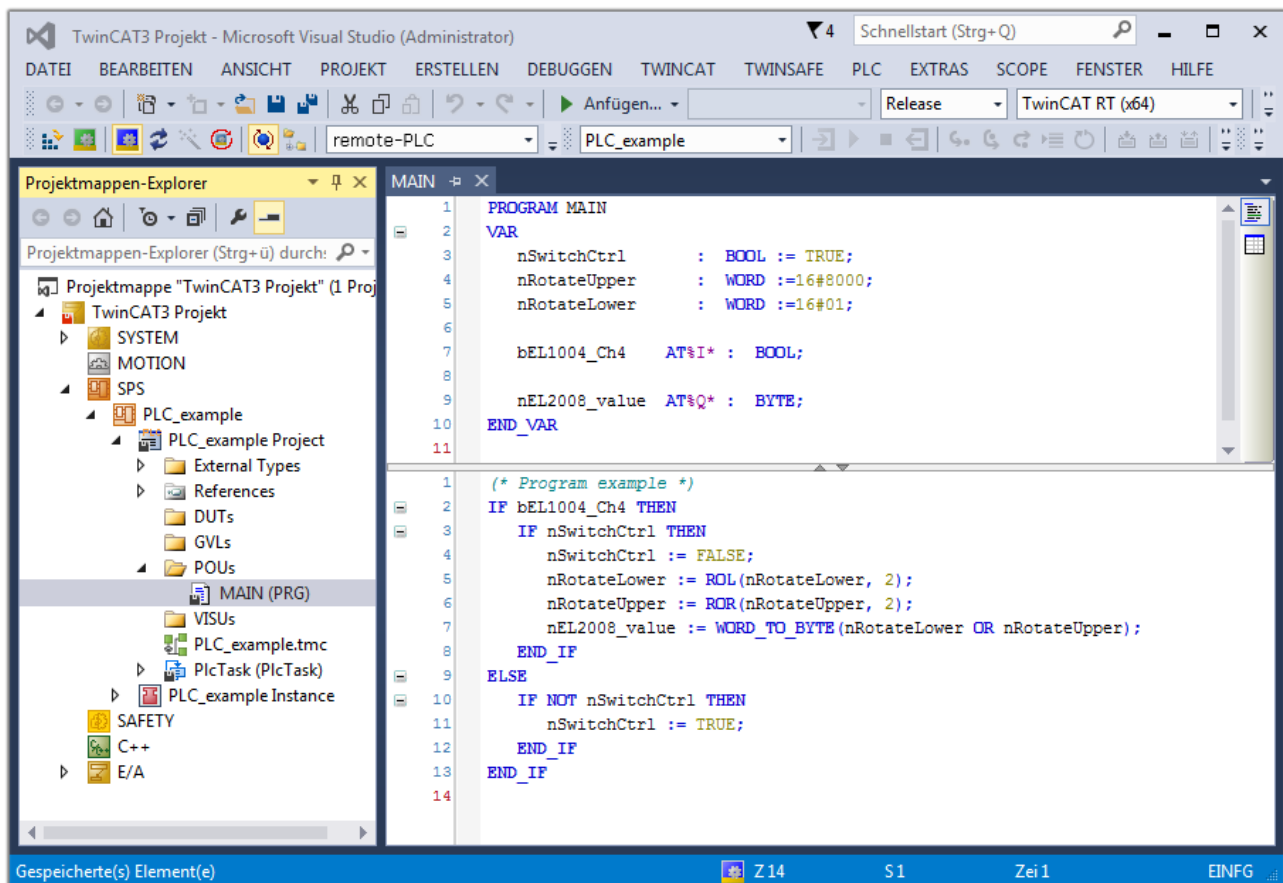 TwinCAT3 Projekt - Microsoft Visual Studio (Administrator)
4
Schnellstart (Strg+Q)
DATEI BEARBEITEN ANSICHT PROJEKT ERSTELLEN DEBUGGEN TWINCAT TWINSAFE PLC EXTRAS SCOPE FENSTER HILFE
Anfügen... Release TwinCAT RT (x64)
remote-PLC PLC_example
Projektmappen-Explorer
Projektmappen-Explorer (Strg+ü) durch:
Projektmappe "TwinCAT3 Projekt" (1 Proj
TwinCAT3 Projekt
SYSTEM
MOTION
SPS
PLC_example
PLC_example Project
External Types
References
DUTs
GVLs
POUs
MAIN (PRG)
VISUs
PLC_example.tmc
PlcTask (PlcTask)
PLC_example Instance
SAFETY
C++
E/A
MAIN
1 PROGRAM MAIN
2 VAR
3 nSwitchCtrl : BOOL := TRUE;
4 nRotateUpper : WORD :=16#8000;
5 nRotateLower : WORD :=16#01;
6
7 bEL1004_Ch4 AT%I* : BOOL;
8
9 nEL2008_value AT%Q* : BYTE;
10 END_VAR
11
1 (* Program example *)
2 IF bEL1004_Ch4 THEN
3 IF nSwitchCtrl THEN
4 nSwitchCtrl := FALSE;
5 nRotateLower := ROL(nRotateLower, 2);
6 nRotateUpper := ROR(nRotateUpper, 2);
7 nEL2008_value := WORD_TO_BYTE(nRotateLower OR nRotateUpper);
8 END_IF
9 ELSE
10 IF NOT nSwitchCtrl THEN
11 nSwitchCtrl := TRUE;
12 END_IF
13 END_IF
14
Gespeicherte(s) Element(e) Z 14 S 1 Zei 1 EINFG